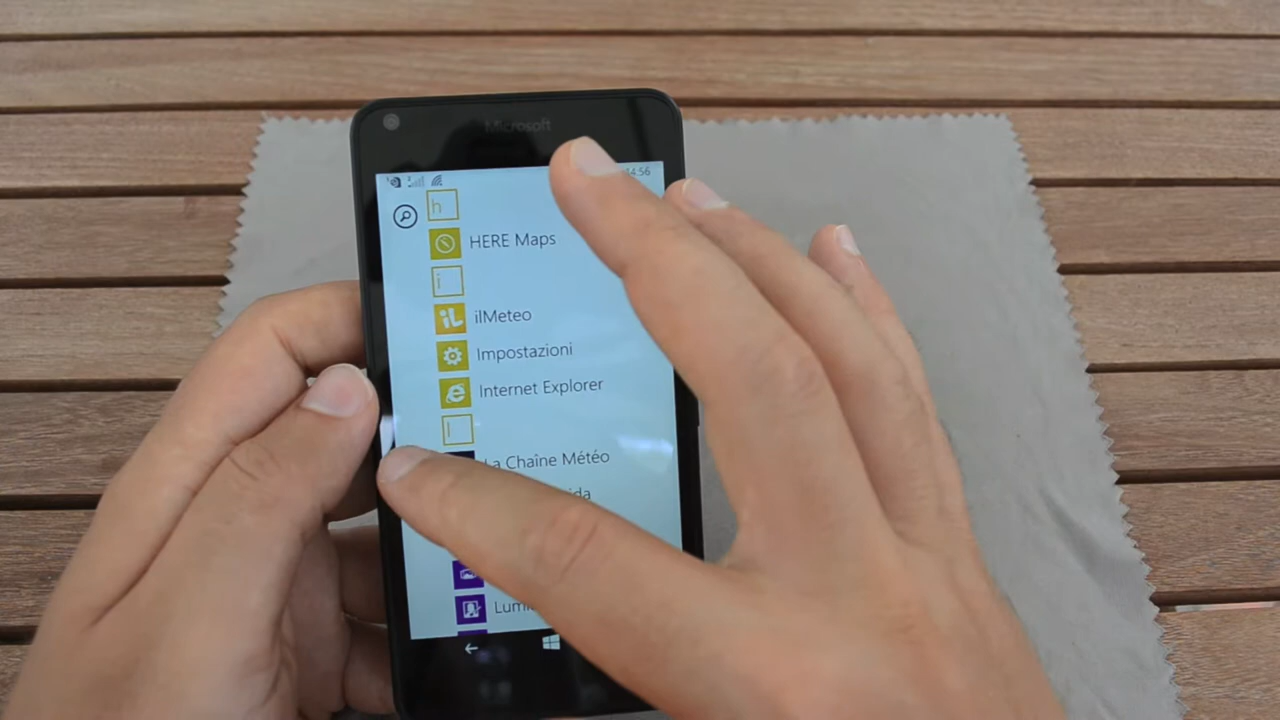 Microsoft
14:56
h
HERE Maps
i
ilMeteo
Impostazioni
Internet Explorer
l
La Chaîne Météo